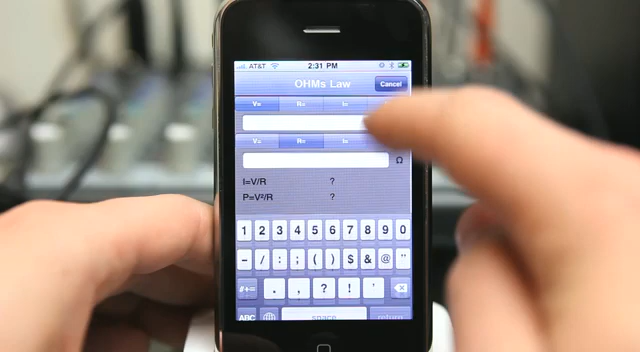 AT&T 2:31 PM
OHMs Law Cancel
V= R= I=
V= R= I=
Ω
I=V/R ?
P=V²/R ?
1 2 3 4 5 6 7 8 9 0
- / : ; ( ) $ & @ "
#+= . , ? ! '
ABC space return